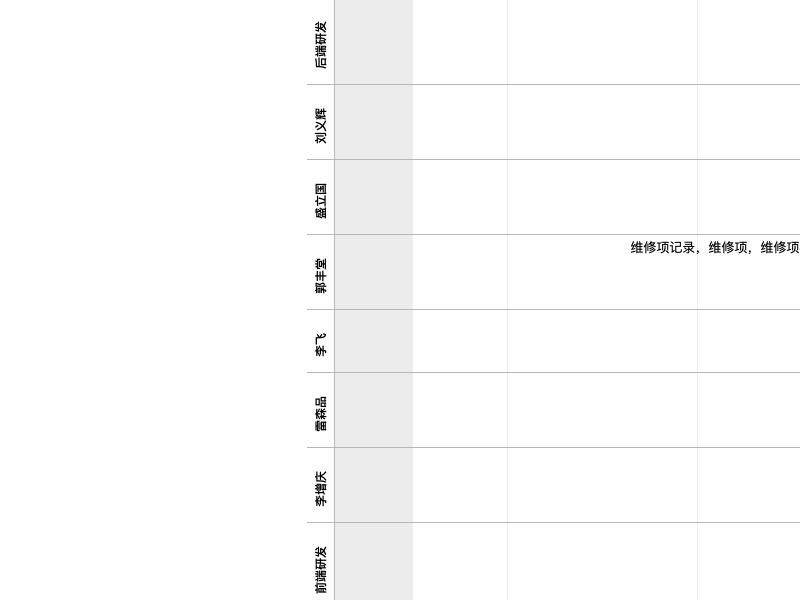 后端研发
刘义辉
盛立国
郭丰堂
维修项记录，维修项，维修项
李飞
雷森品
李增庆
前端研发